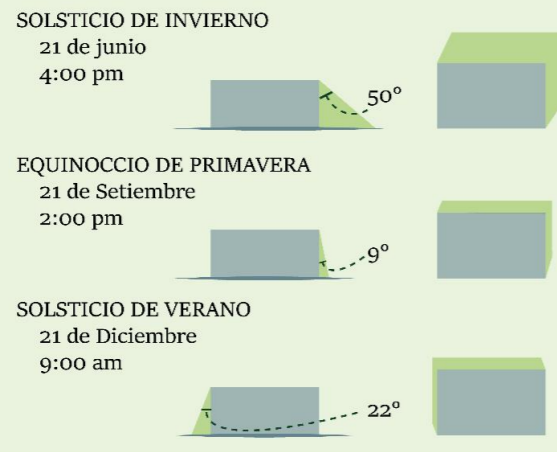 SOLSTICIO DE INVIERNO
21 de junio
4:00 pm
50°
EQUINOCCIO DE PRIMAVERA
21 de Setiembre
2:00 pm
9°
SOLSTICIO DE VERANO
21 de Diciembre
9:00 am
22°